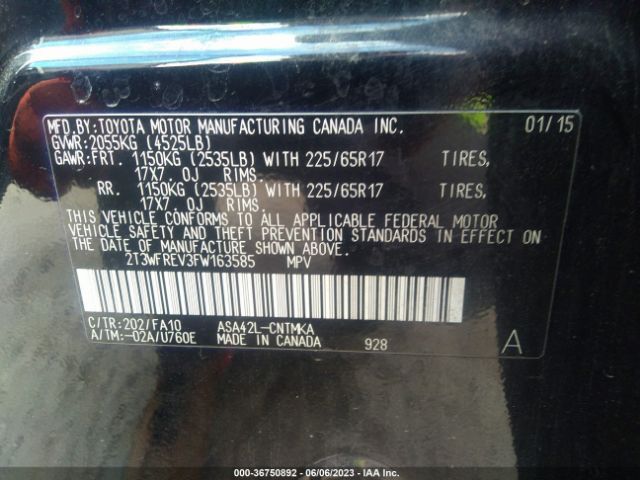 MFD.BY:TOYOTA MOTOR MANUFACTURING CANADA INC. 01/15
GVWR:2055KG (4525LB)
GAWR:FRT. 1150KG (2535LB) WITH 225/65R17 TIRES,
17X7.0J RIMS.
RR. 1150KG (2535LB) WITH 225/65R17 TIRES,
17X7.0J RIMS.
THIS VEHICLE CONFORMS TO ALL APPLICABLE FEDERAL MOTOR
VEHICLE SAFETY AND THEFT PREVENTION STANDARDS IN EFFECT ON
THE DATE OF MANUFACTURE SHOWN ABOVE.
2T3WFREV3FW163585 MPV
C/TR:202/FA10 ASA42L-CNTMKA
A/TM:-02A/U760E MADE IN CANADA 928 A
000-36750892 - 06/06/2023 - IAA Inc.